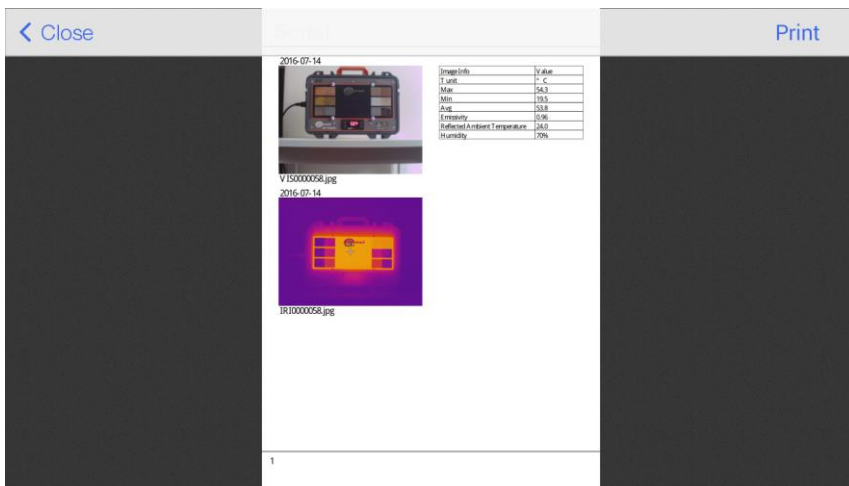 Close
Print
2016-07-14
Image Info Value
T unit ° C
Max 54.3
Min 19.5
Avg 53.8
Emissivity 0.96
Reflected Ambient Temperature 24.0
Humidity 70%
VIS0000058.jpg
2016-07-14
IRI0000058.jpg
1